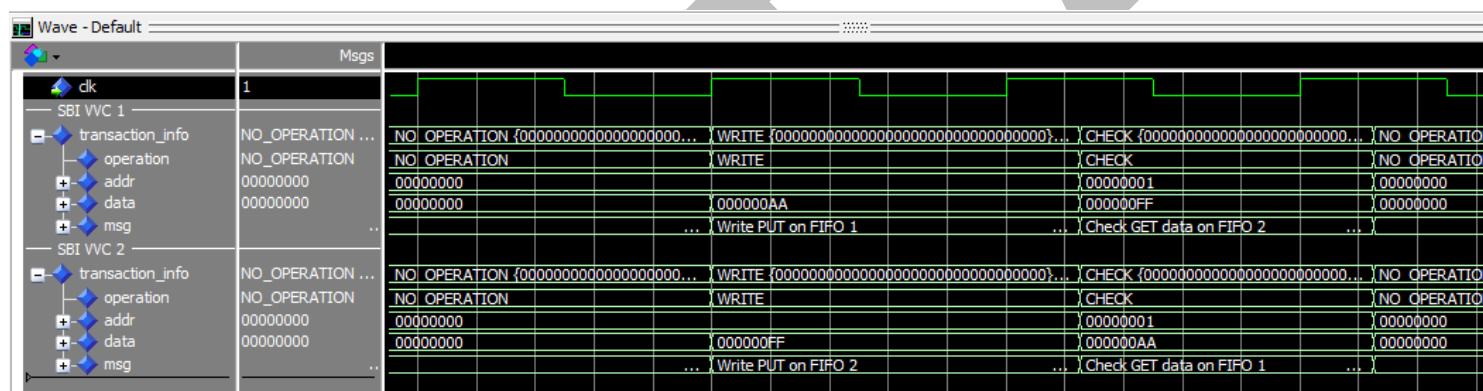 Wave - Default
Msgs
clk 1
SBI VVC 1
transaction_info NO_OPERATION ... NO_OPERATION {0000000000000000000... WRITE {00000000000000000000000000000000}... CHECK {000000000000000000000000... NO_OPERATIO
operation NO_OPERATION NO_OPERATION WRITE CHECK NO_OPERATIO
addr 00000000 00000000 00000001 00000000
data 00000000 00000000 000000AA 000000FF 00000000
msg .. ... Write PUT on FIFO 1 ... Check GET data on FIFO 2 ...
SBI VVC 2
transaction_info NO_OPERATION ... NO_OPERATION {0000000000000000000... WRITE {00000000000000000000000000000000}... CHECK {000000000000000000000000... NO_OPERATIO
operation NO_OPERATION NO_OPERATION WRITE CHECK NO_OPERATIO
addr 00000000 00000000 00000001 00000000
data 00000000 00000000 000000FF 000000AA 00000000
msg .. ... Write PUT on FIFO 2 ... Check GET data on FIFO 1 ...